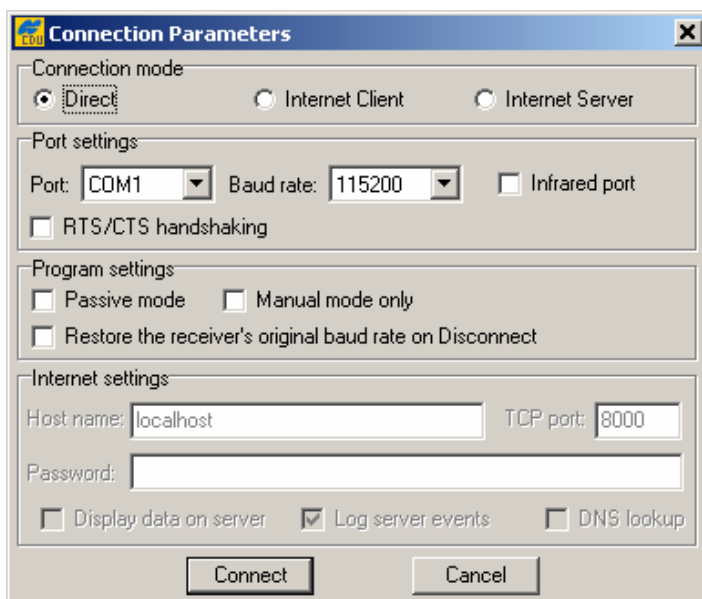 CDU
Connection Parameters
Connection mode
Direct Internet Client Internet Server
Port settings
Port: COM1 Baud rate: 115200 Infrared port
RTS/CTS handshaking
Program settings
Passive mode Manual mode only
Restore the receiver's original baud rate on Disconnect
Internet settings
Host name: localhost TCP port: 8000
Password:
Display data on server Log server events DNS lookup
Connect Cancel